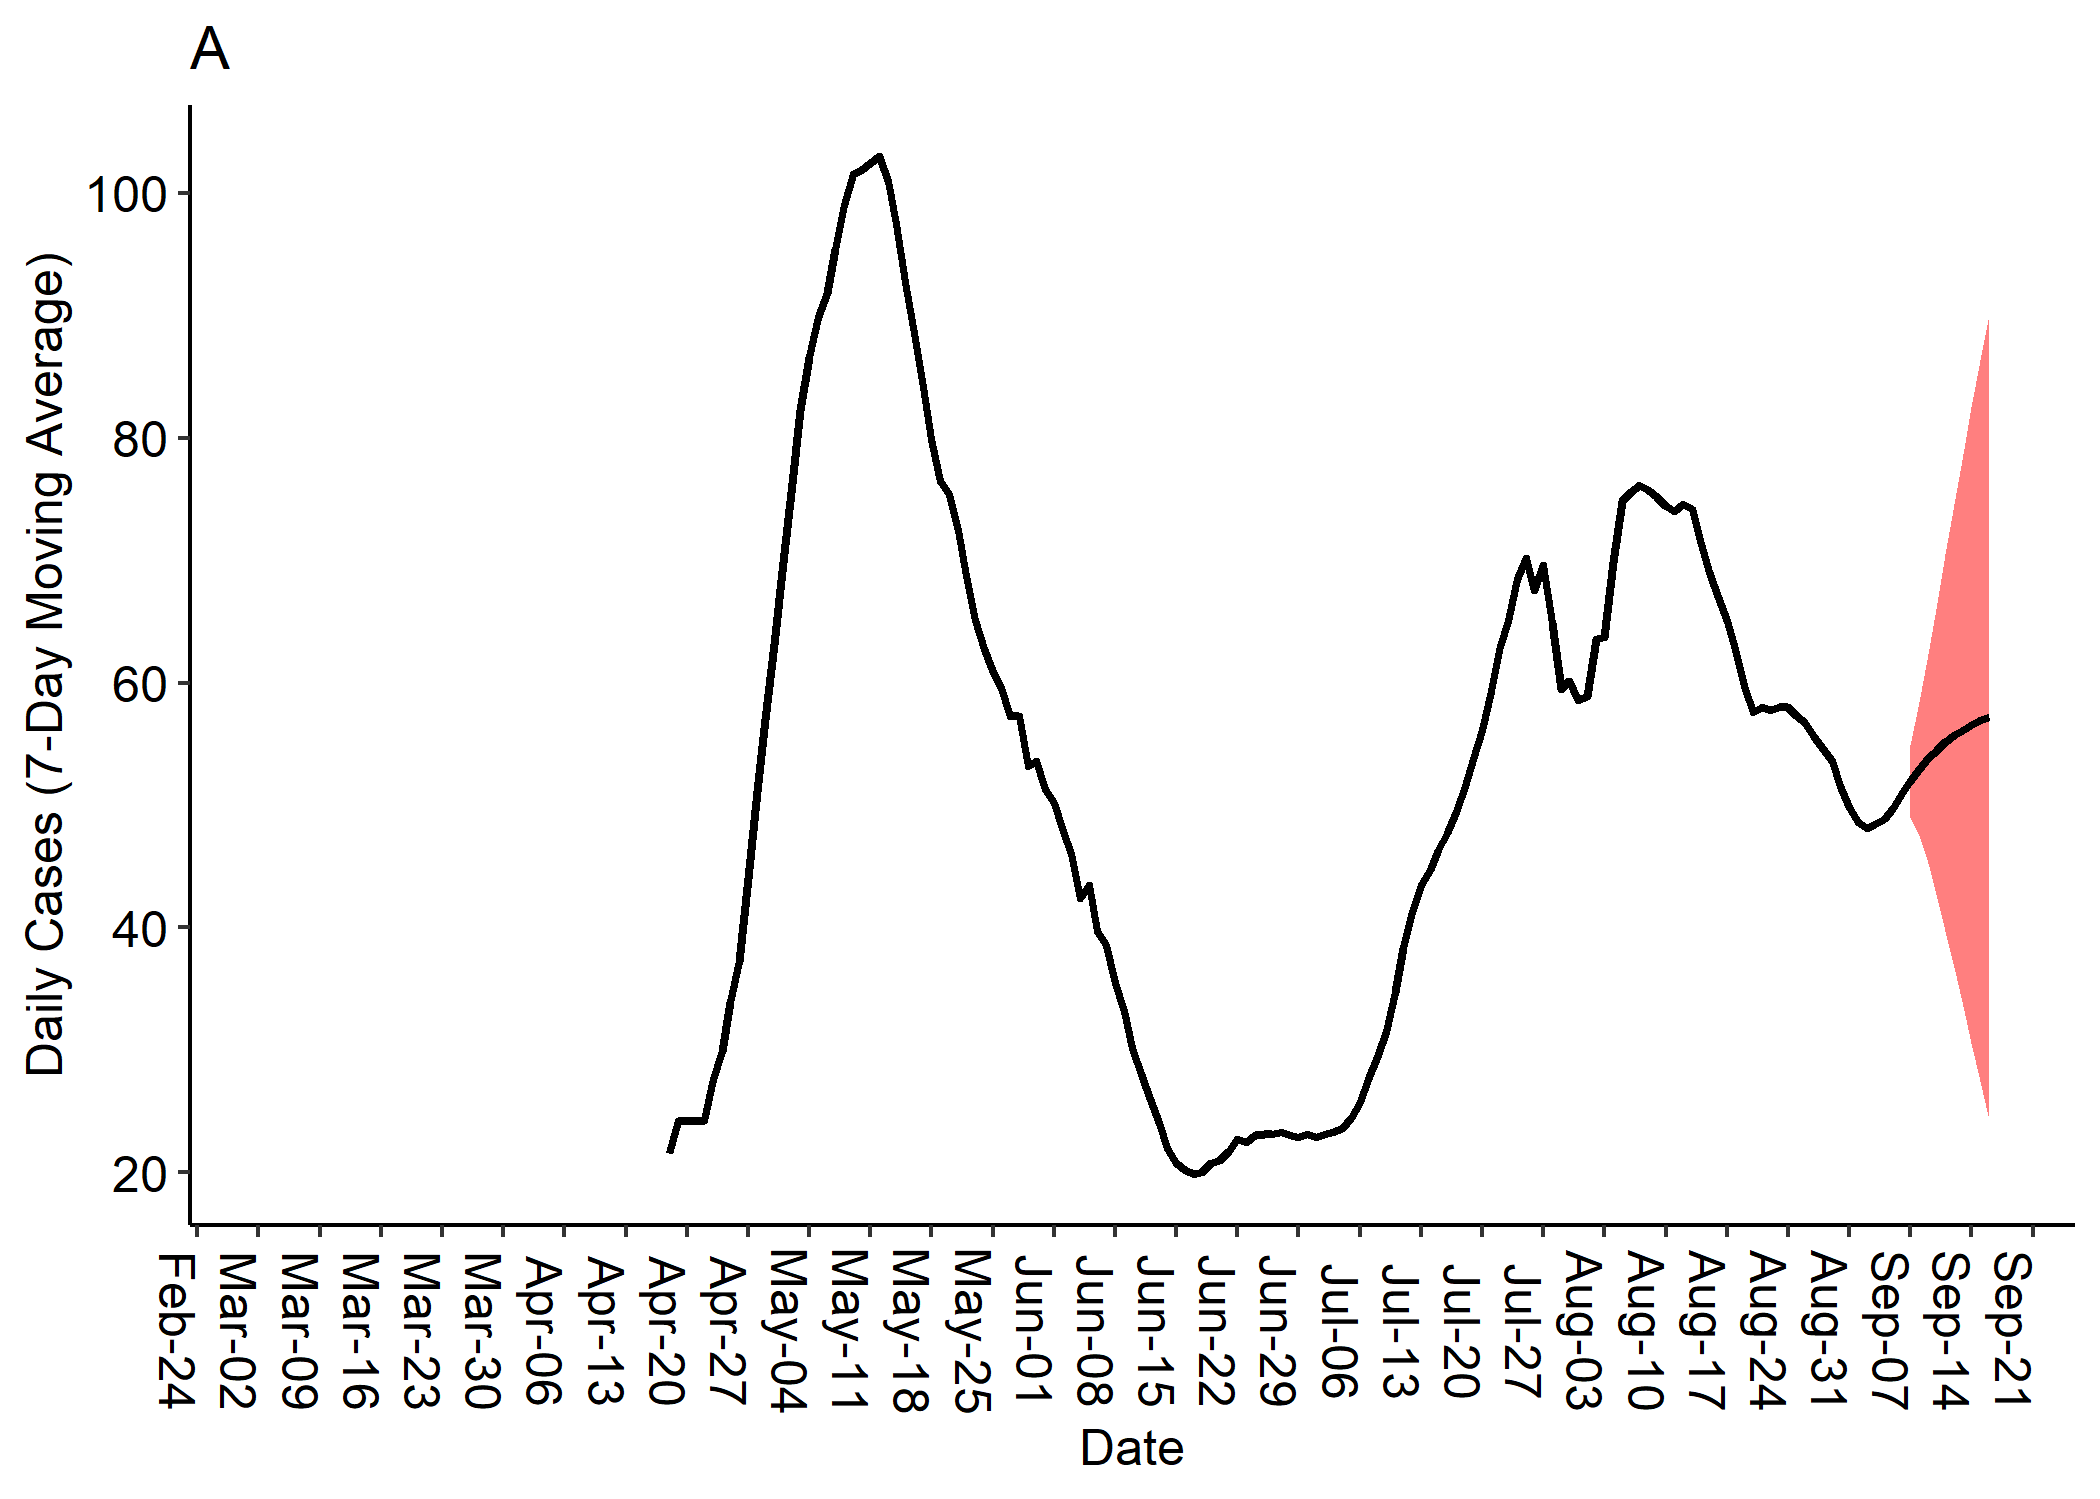 A
Daily Cases (7-Day Moving Average)
100
80
60
40
20
Feb-24
Mar-02
Mar-09
Mar-16
Mar-23
Mar-30
Apr-06
Apr-13
Apr-20
Apr-27
May-04
May-11
May-18
May-25
Jun-01
Jun-08
Jun-15
Jun-22
Jun-29
Jul-06
Jul-13
Jul-20
Jul-27
Aug-03
Aug-10
Aug-17
Aug-24
Aug-31
Sep-07
Sep-14
Sep-21
Date